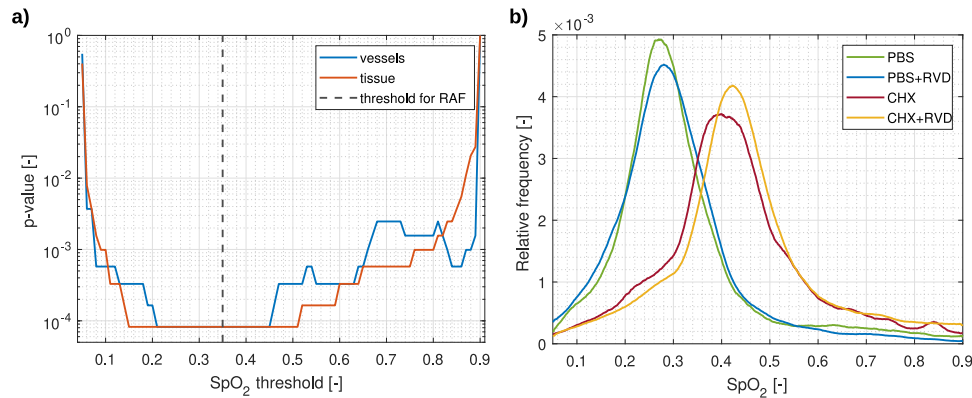 a)
10^0
10^-1
10^-2
10^-3
10^-4
p-value [-]
0.1 0.2 0.3 0.4 0.5 0.6 0.7 0.8 0.9
SpO₂ threshold [-]
vessels
tissue
threshold for RAF
b)
×10^-3
5
4
3
2
1
0
Relative frequency [-]
0.1 0.2 0.3 0.4 0.5 0.6 0.7 0.8 0.9
SpO₂ [-]
PBS
PBS+RVD
CHX
CHX+RVD